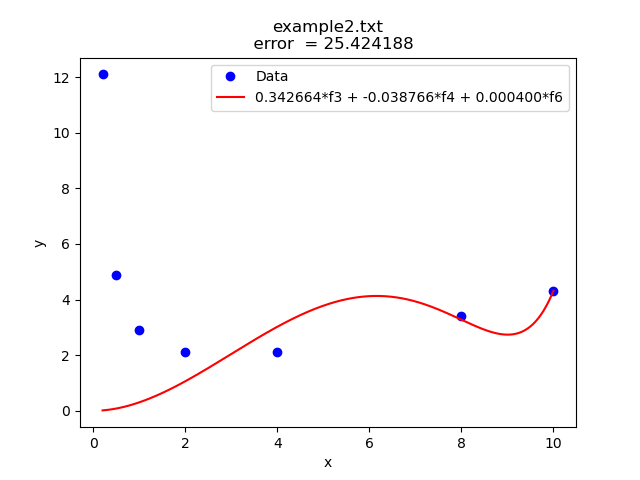 example2.txt
error = 25.424188
Data
0.342664*f3 + -0.038766*f4 + 0.000400*f6
12
10
8
6
4
2
0
y
0
2
4
6
8
10
x